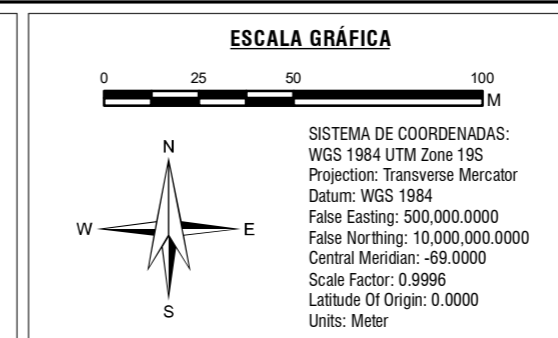 ESCALA GRÁFICA
0 25 50 100
M
N
W E
S
SISTEMA DE COORDENADAS:
WGS 1984 UTM Zone 19S
Projection: Transverse Mercator
Datum: WGS 1984
False Easting: 500,000.0000
False Northing: 10,000,000.0000
Central Meridian: -69.0000
Scale Factor: 0.9996
Latitude Of Origin: 0.0000
Units: Meter